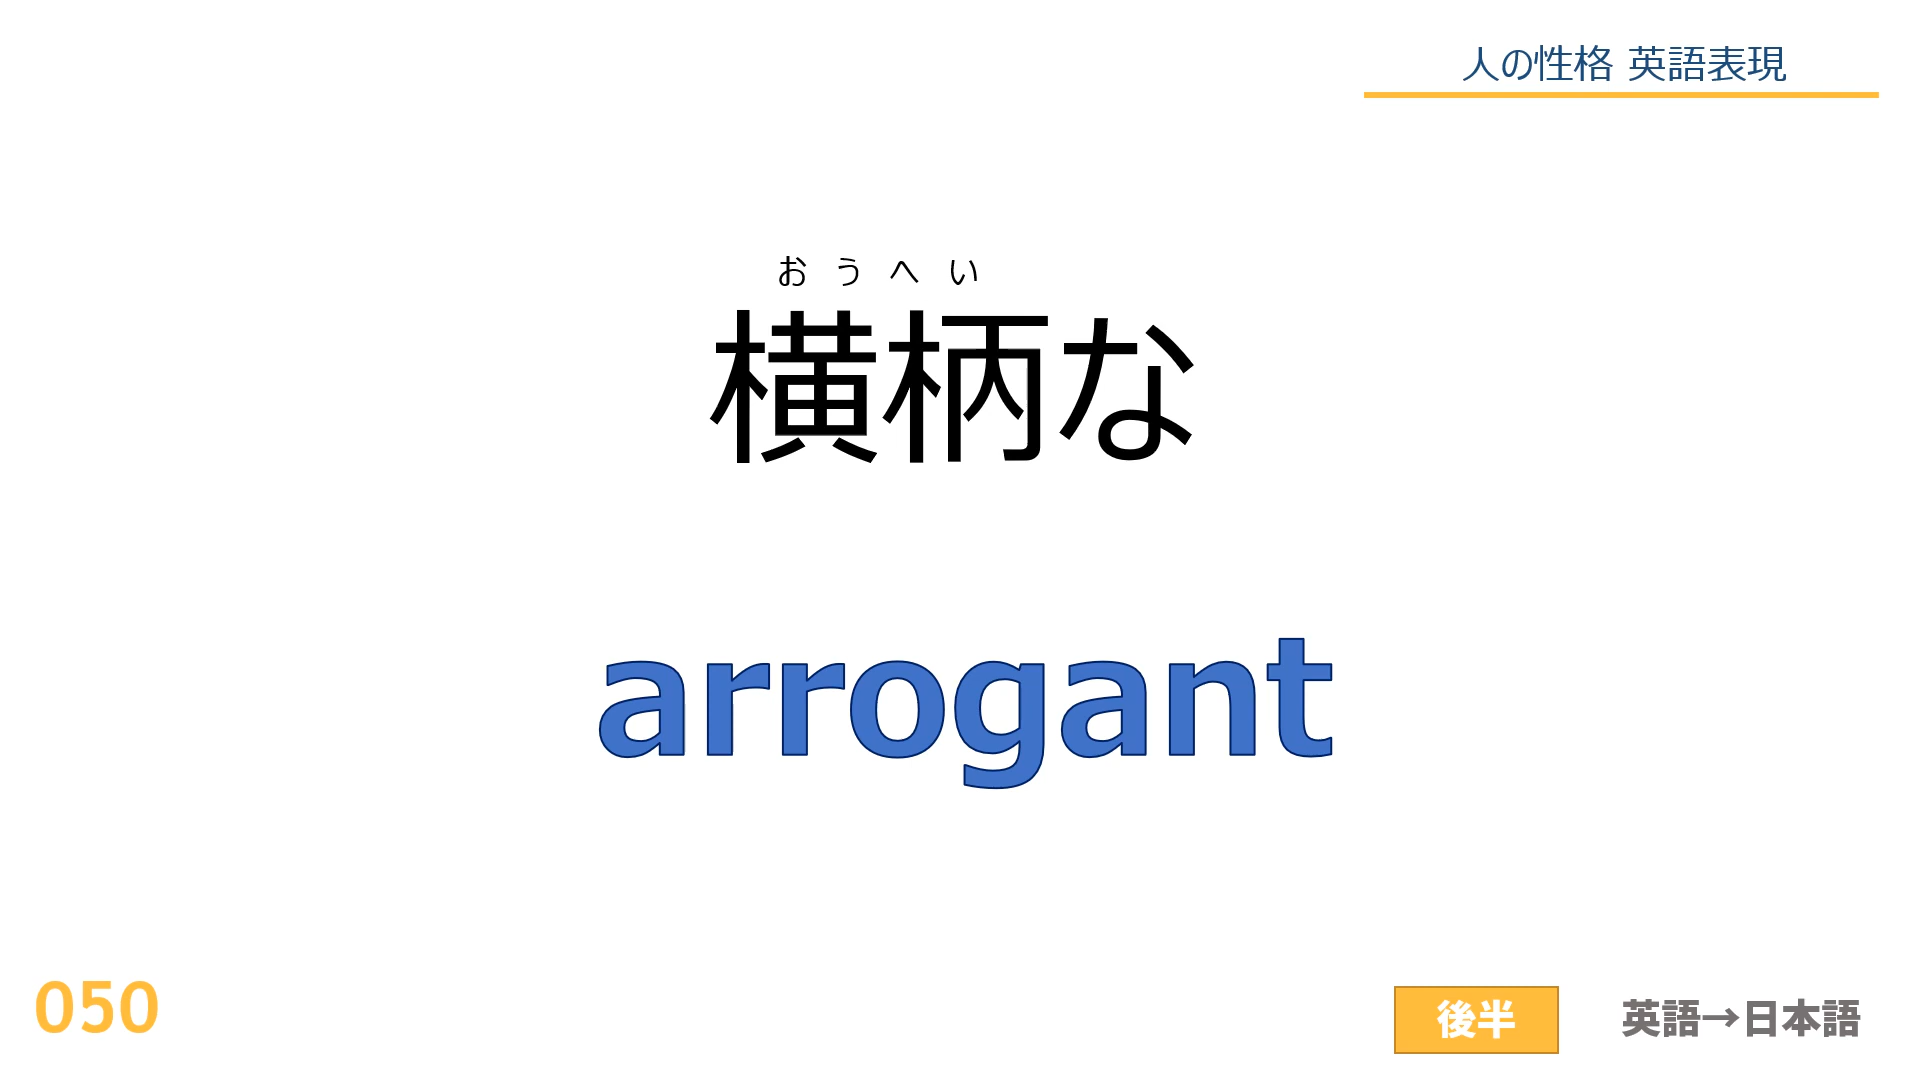 人の性格 英語表現
おうへい
横柄な
arrogant
050
後半
英語→日本語